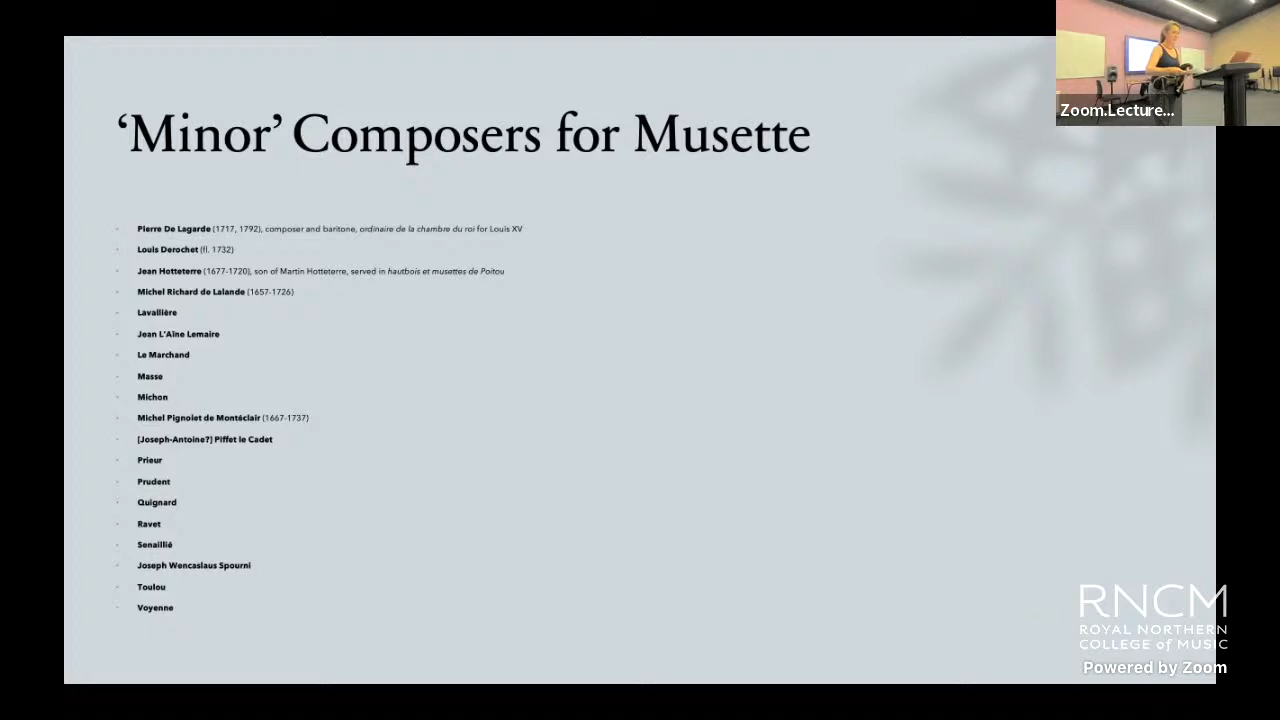 Zoom.Lecture...
‘Minor’ Composers for Musette
Pierre De Lagarde (1717, 1792), composer and baritone, ordinaire de la chambre du roi for Louis XV
Louis Derochet (fl. 1732)
Jean Hotteterre (1677-1720), son of Martin Hotteterre, served in hautbois et musettes de Poitou
Michel Richard de Lalande (1657-1726)
Lavallière
Jean L'Aîne Lemaire
Le Marchand
Masse
Michon
Michel Pignolet de Montéclair (1667-1737)
[Joseph-Antoine?] Piffet le Cadet
Prieur
Prudent
Quignard
Ravet
Senaillié
Joseph Wencaslaus Spourni
Toulou
Voyenne
RNCM
ROYAL NORTHERN
COLLEGE of MUSIC
Powered by Zoom